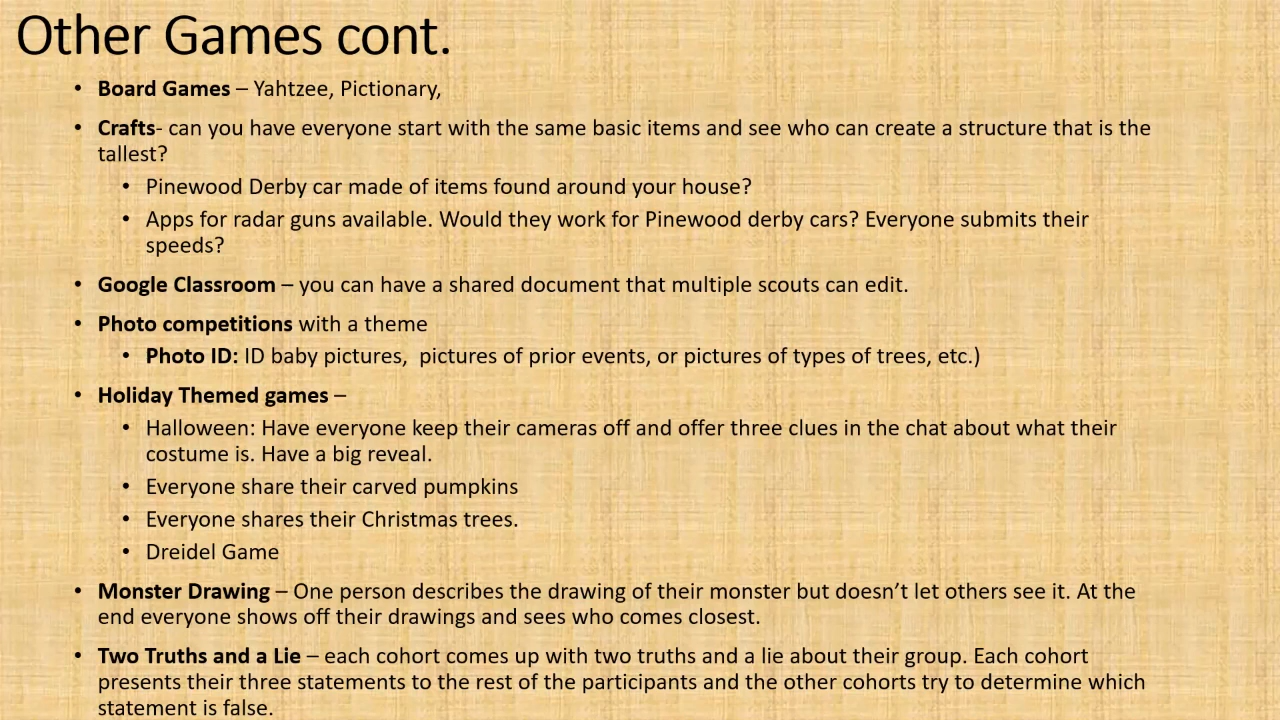 Other Games cont.
• Board Games – Yahtzee, Pictionary,
• Crafts- can you have everyone start with the same basic items and see who can create a structure that is the
tallest?
• Pinewood Derby car made of items found around your house?
• Apps for radar guns available. Would they work for Pinewood derby cars? Everyone submits their
speeds?
• Google Classroom – you can have a shared document that multiple scouts can edit.
• Photo competitions with a theme
• Photo ID: ID baby pictures,  pictures of prior events, or pictures of types of trees, etc.)
• Holiday Themed games –
• Halloween: Have everyone keep their cameras off and offer three clues in the chat about what their
costume is. Have a big reveal.
• Everyone share their carved pumpkins
• Everyone shares their Christmas trees.
• Dreidel Game
• Monster Drawing – One person describes the drawing of their monster but doesn’t let others see it. At the
end everyone shows off their drawings and sees who comes closest.
• Two Truths and a Lie – each cohort comes up with two truths and a lie about their group. Each cohort
presents their three statements to the rest of the participants and the other cohorts try to determine which
statement is false.